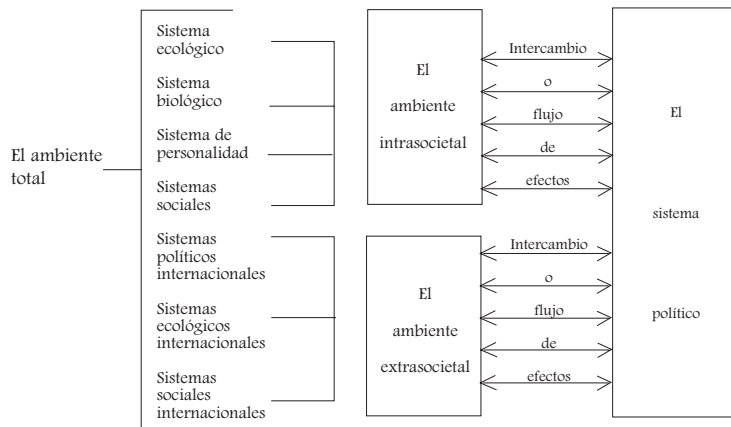 El ambiente
total
Sistema
ecológico
Sistema
biológico
Sistema de
personalidad
Sistemas
sociales
Sistemas
políticos
internacionales
Sistemas
ecológicos
internacionales
Sistemas
sociales
internacionales
El
ambiente
intrasocietal
Intercambio
o
flujo
de
efectos
El
ambiente
extrasocietal
Intercambio
o
flujo
de
efectos
El
sistema
político